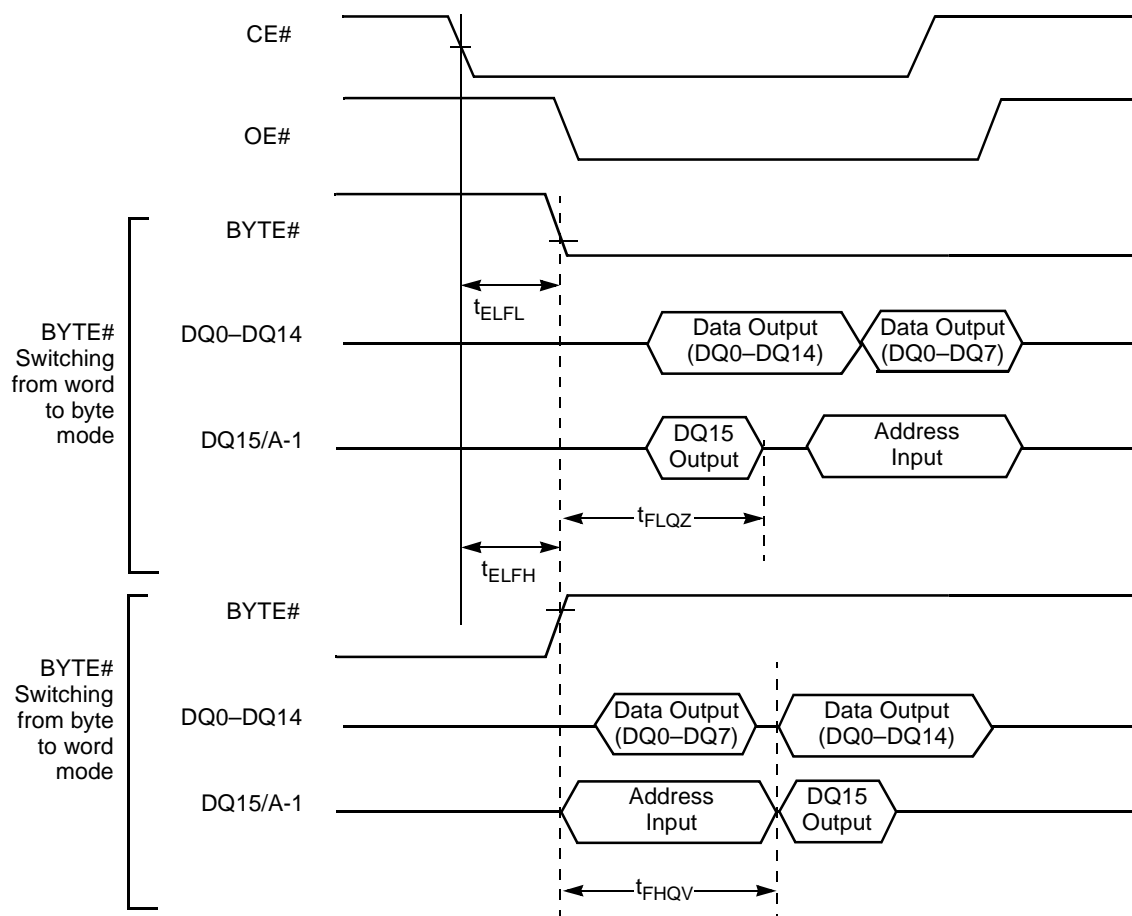 CE#
OE#
BYTE#
tELFL
BYTE#
Switching
from word
to byte
mode
DQ0–DQ14
Data Output
(DQ0–DQ14)
Data Output
(DQ0–DQ7)
DQ15/A-1
DQ15
Output
Address
Input
tFLQZ
tELFH
BYTE#
BYTE#
Switching
from byte
to word
mode
DQ0–DQ14
Data Output
(DQ0–DQ7)
Data Output
(DQ0–DQ14)
DQ15/A-1
Address
Input
DQ15
Output
tFHQV